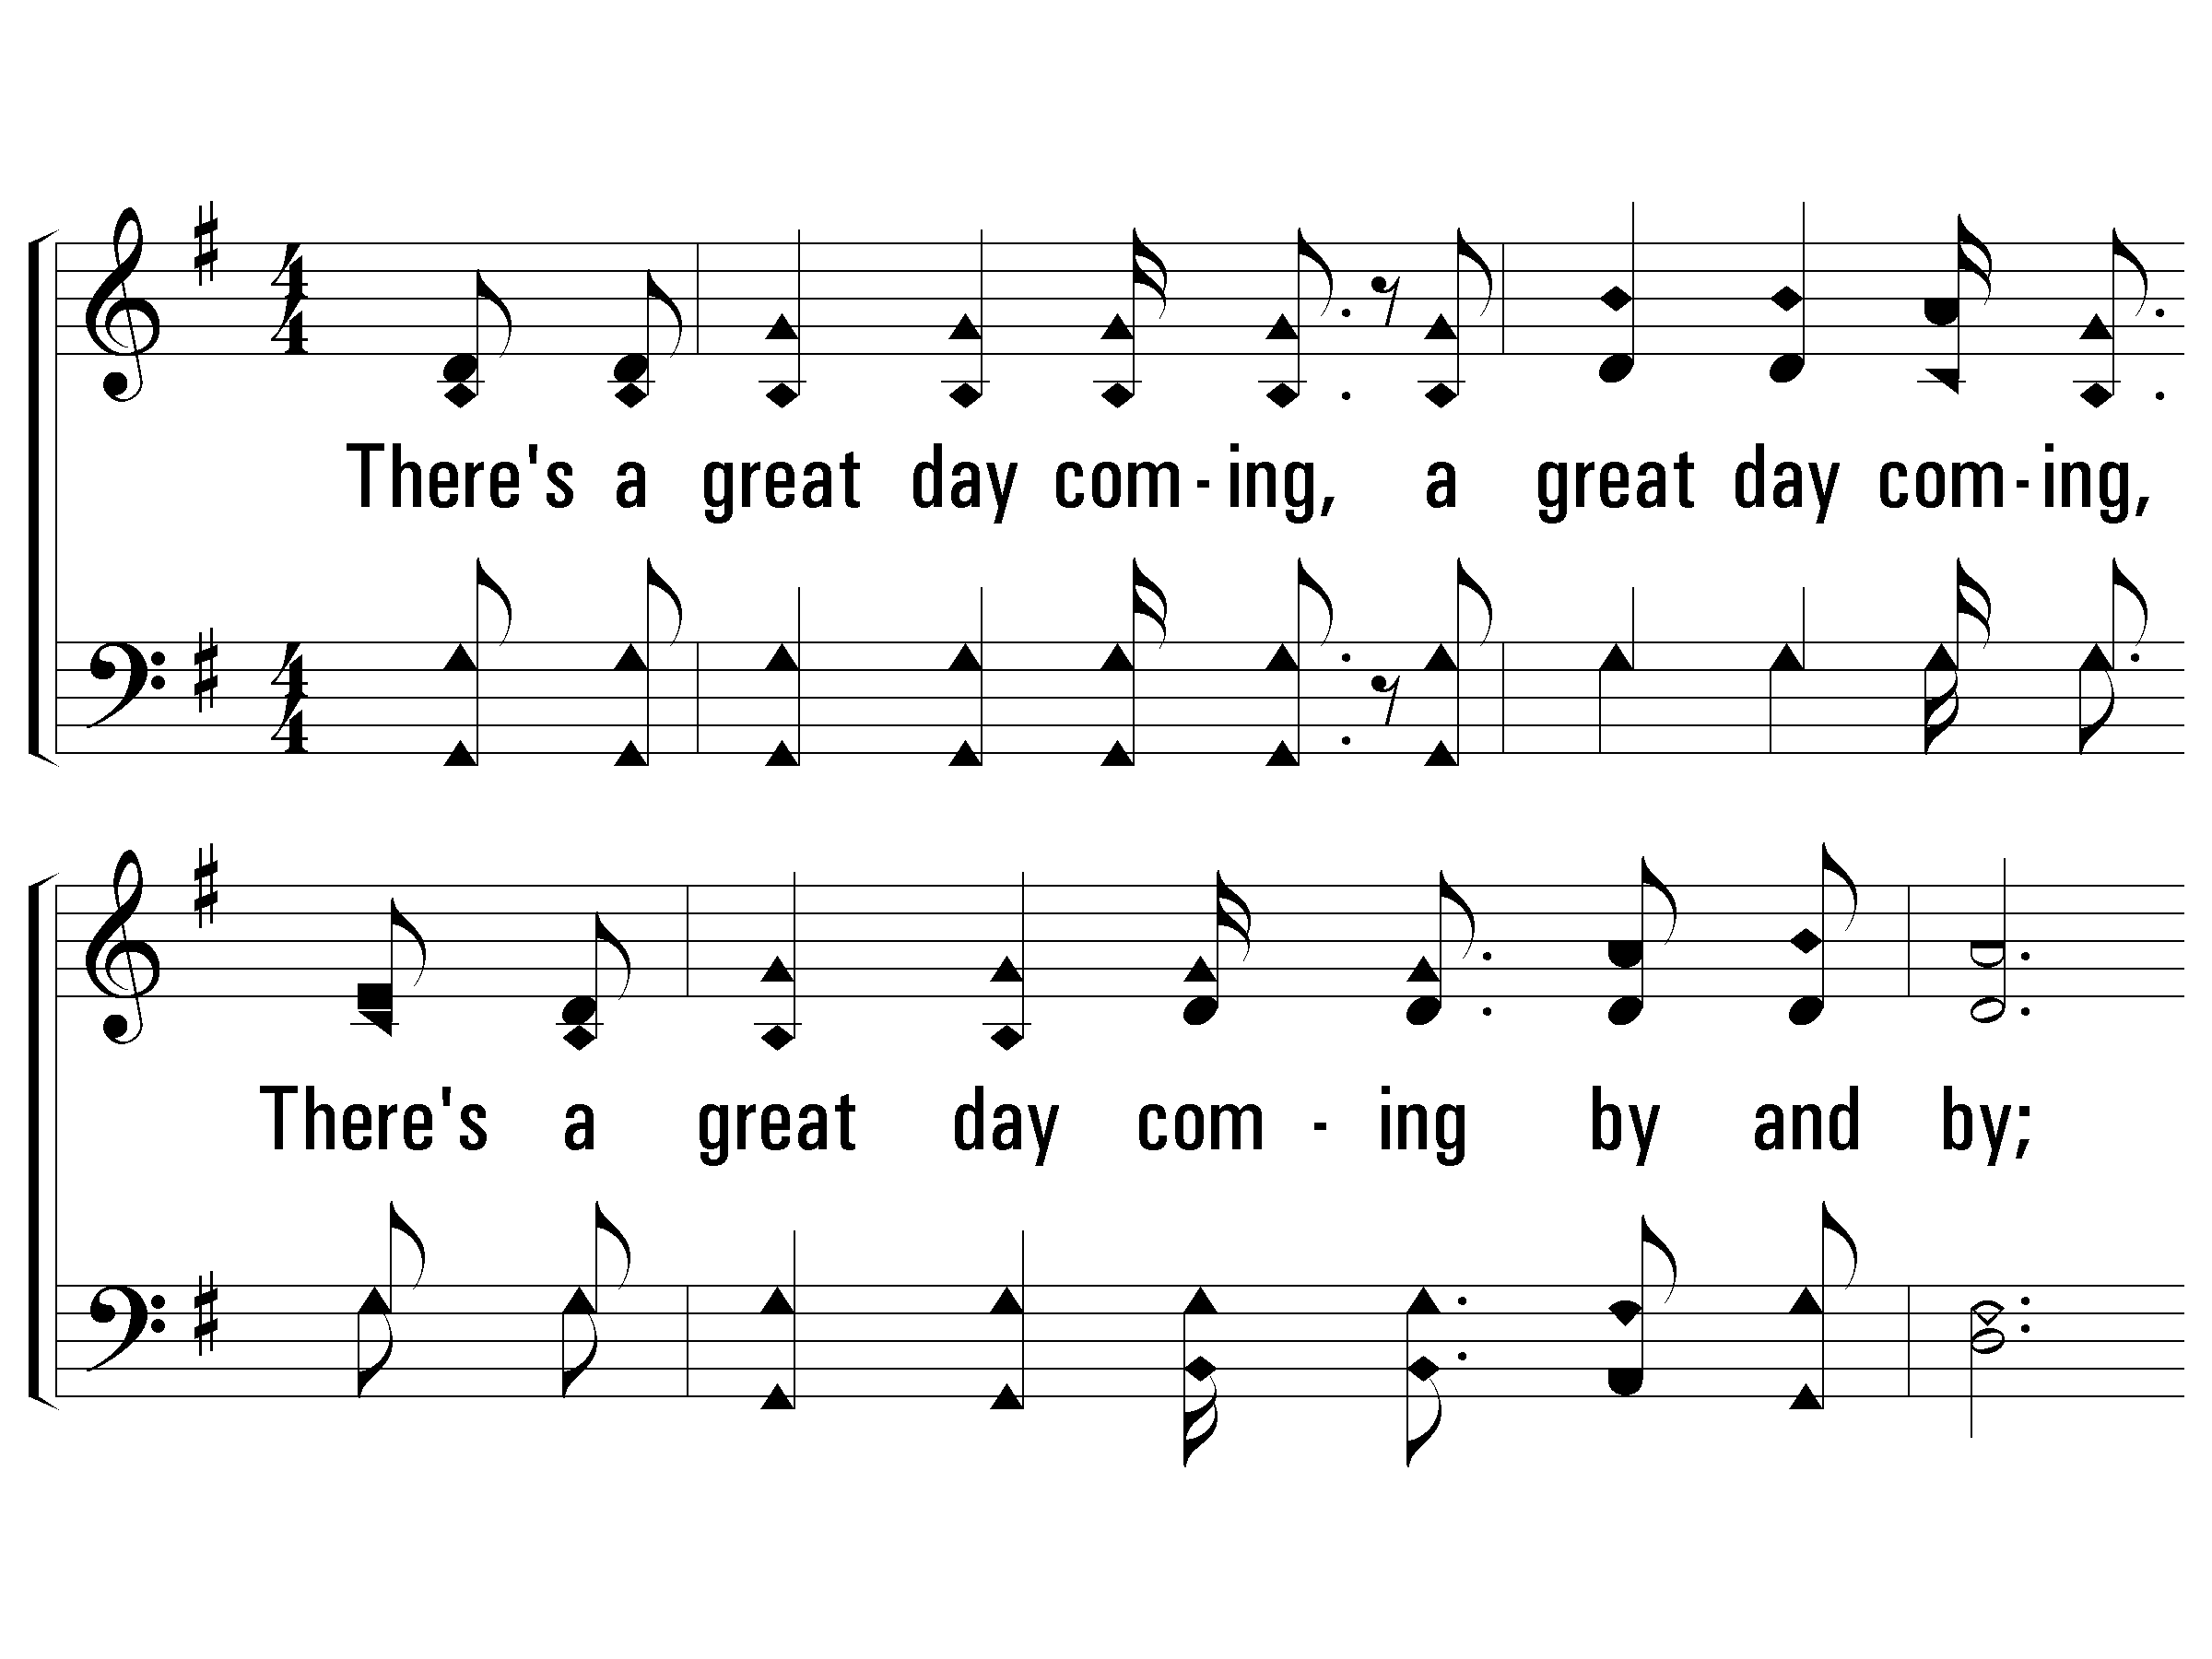 There's a great day com-ing, a great day com-ing,
There's a great day com - ing by and by;